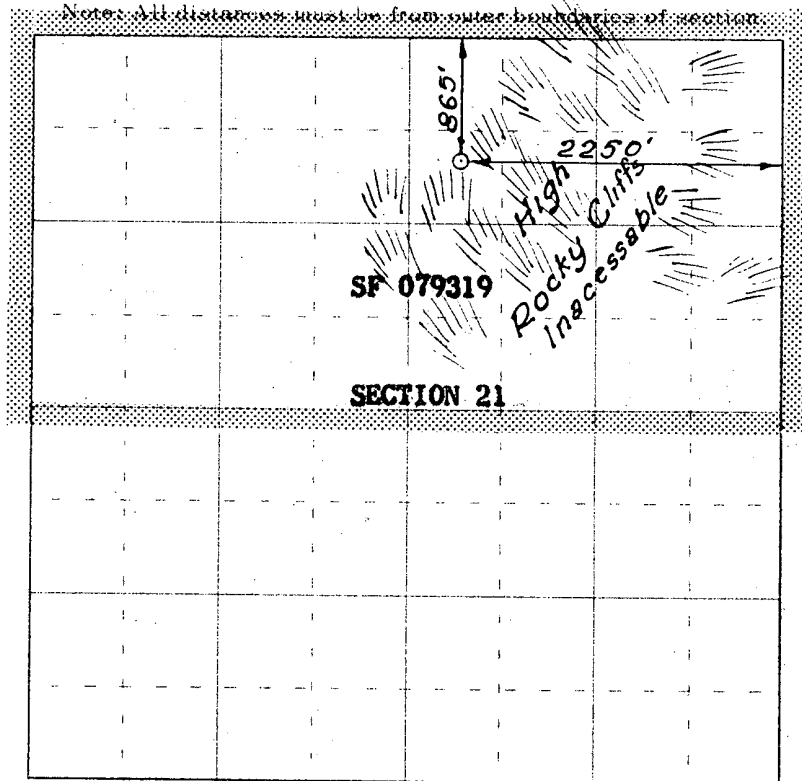 Note: All distances must be from outer boundaries of section.
865'
2250'
High
Rocky Cliffs
Inacessable
SF 079319
SECTION 21